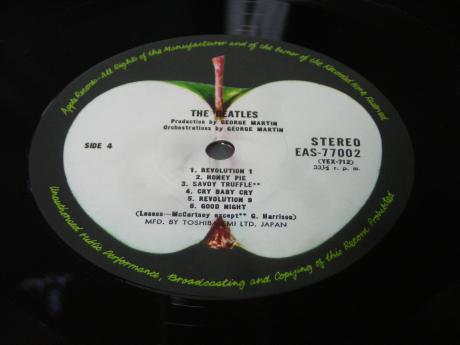 Apple Records—All Rights of the Manufacturer and of the Owner of the Recorded Work Reserved
THE BEATLES
Production by GEORGE MARTIN
Orchestrations by GEORGE MARTIN
SIDE 4
STEREO
EAS-77002
(YEX-712)
33⅓ r. p. m.
1. REVOLUTION 1
2. HONEY PIE
3. SAVOY TRUFFLE**
4. CRY BABY CRY
5. REVOLUTION 9
6. GOOD NIGHT
(Lennon—McCartney except** G. Harrison)
MFD. BY TOSHIBA EMI LTD. JAPAN
Unauthorised Public Performance, Broadcasting and Copying of this Record Prohibited